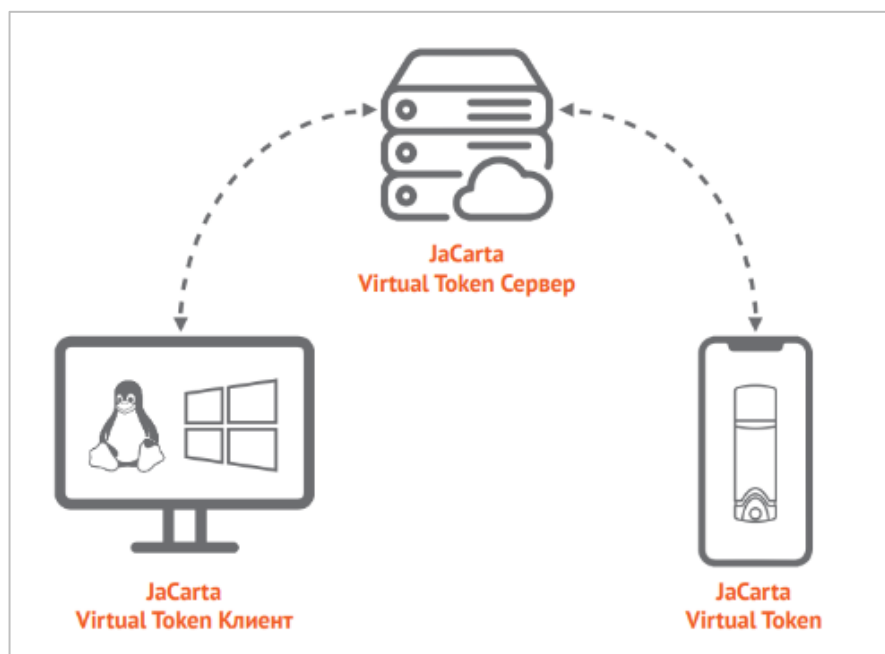 JaCarta
Virtual Token Сервер
JaCarta
Virtual Token Клиент
JaCarta
Virtual Token